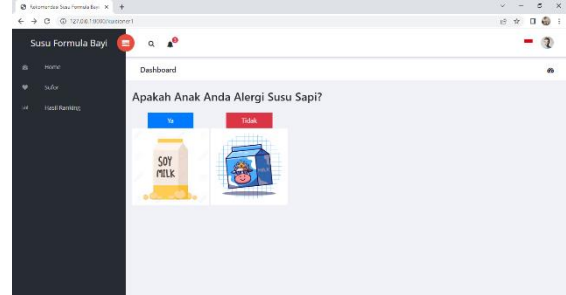 Rekomendasi Susu Formula Bayi
127.0.0.1:8080/customer1
Susu Formula Bayi
Home
Dashboard
Sufor
Hasil Ranking
Apakah Anak Anda Alergi Susu Sapi?
Ya
Tidak
SOY
MILK